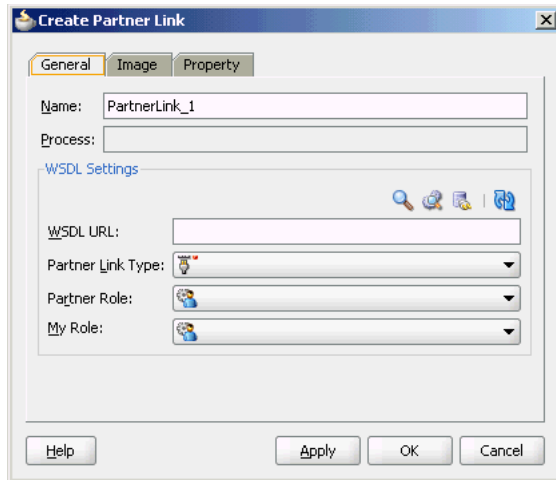 Create Partner Link
General Image Property
Name: PartnerLink_1
Process:
WSDL Settings
WSDL URL:
Partner Link Type:
Partner Role:
My Role:
Help Apply OK Cancel